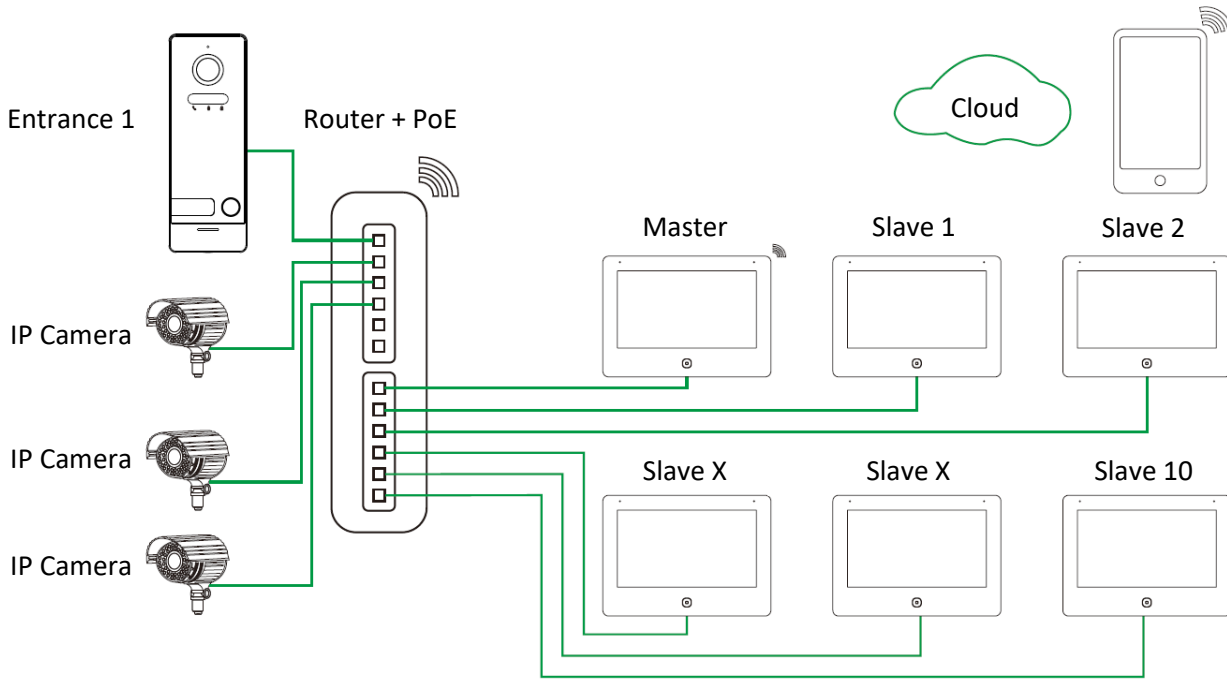 Cloud
Entrance 1
Router + PoE
Master
Slave 1
Slave 2
IP Camera
IP Camera
Slave X
Slave X
Slave 10
IP Camera